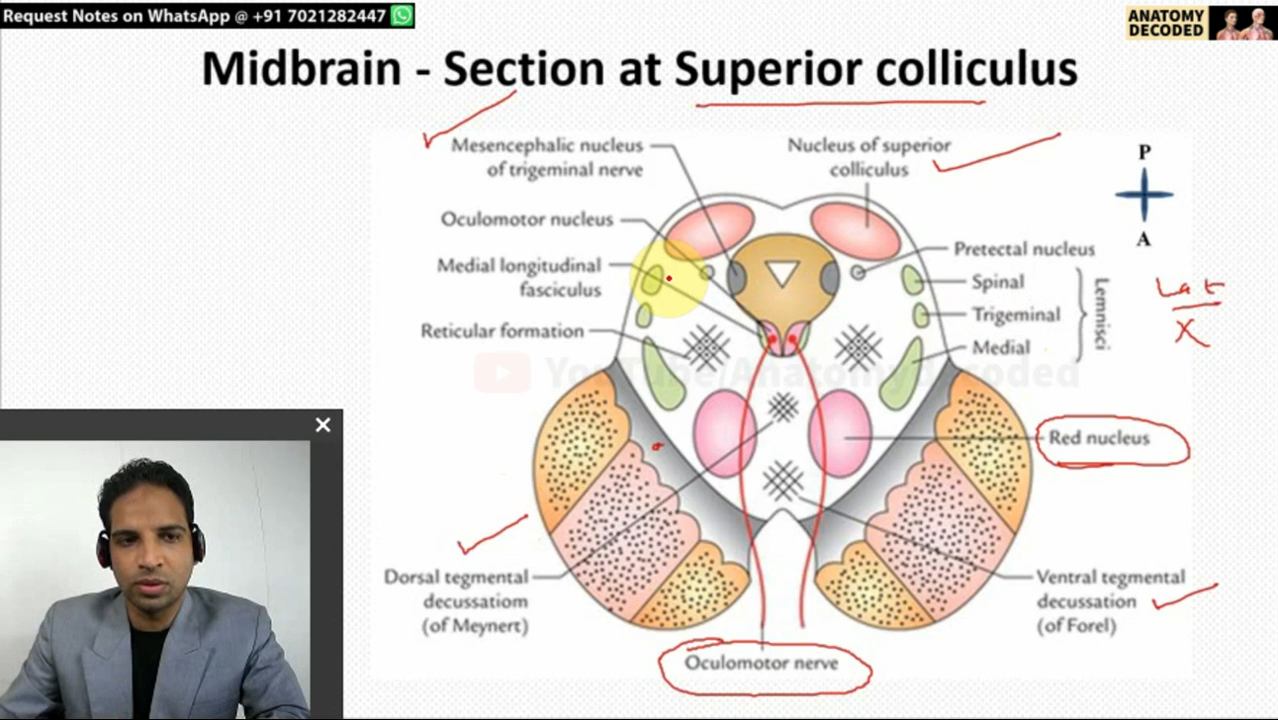 Request Notes on WhatsApp @ +91 7021282447
ANATOMY
DECODED
Midbrain - Section at Superior colliculus
Mesencephalic nucleus
of trigeminal nerve
Nucleus of superior
colliculus
P
A
Oculomotor nucleus
Medial longitudinal
fasciculus
Reticular formation
Pretectal nucleus
Spinal
Trigeminal
Medial
Lemnisci
Lat
X
YouTube/Anatomydecoded
Red nucleus
Dorsal tegmental
decussatiom
(of Meynert)
Ventral tegmental
decussation
(of Forel)
Oculomotor nerve